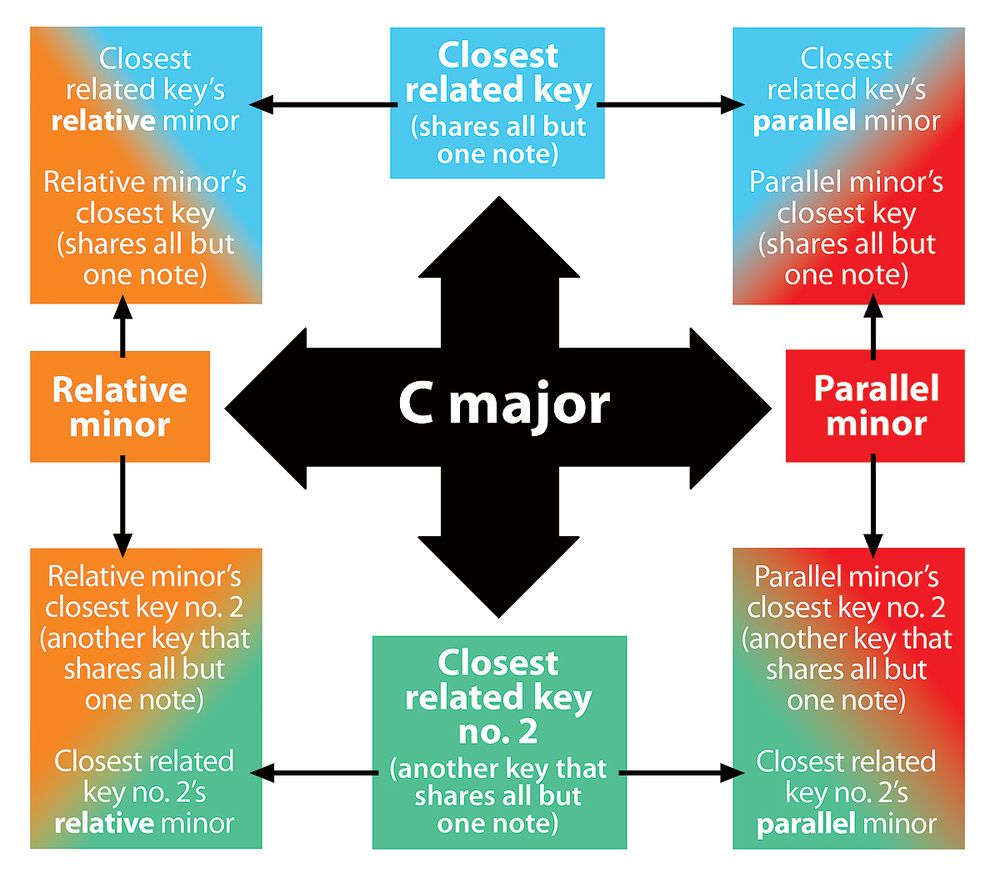 Closest
related key's
relative minor
Relative minor's
closest key
(shares all but
one note)
Closest
related key
(shares all but
one note)
Closest
related key's
parallel minor
Parallel minor's
closest key
(shares all but
one note)
Relative
minor
C major
Parallel
minor
Relative minor's
closest key no. 2
(another key that
shares all but
one note)
Closest related
key no. 2's
relative minor
Closest
related key
no. 2
(another key that
shares all but
one note)
Parallel minor's
closest key no. 2
(another key that
shares all but
one note)
Closest related
key no. 2's
parallel minor